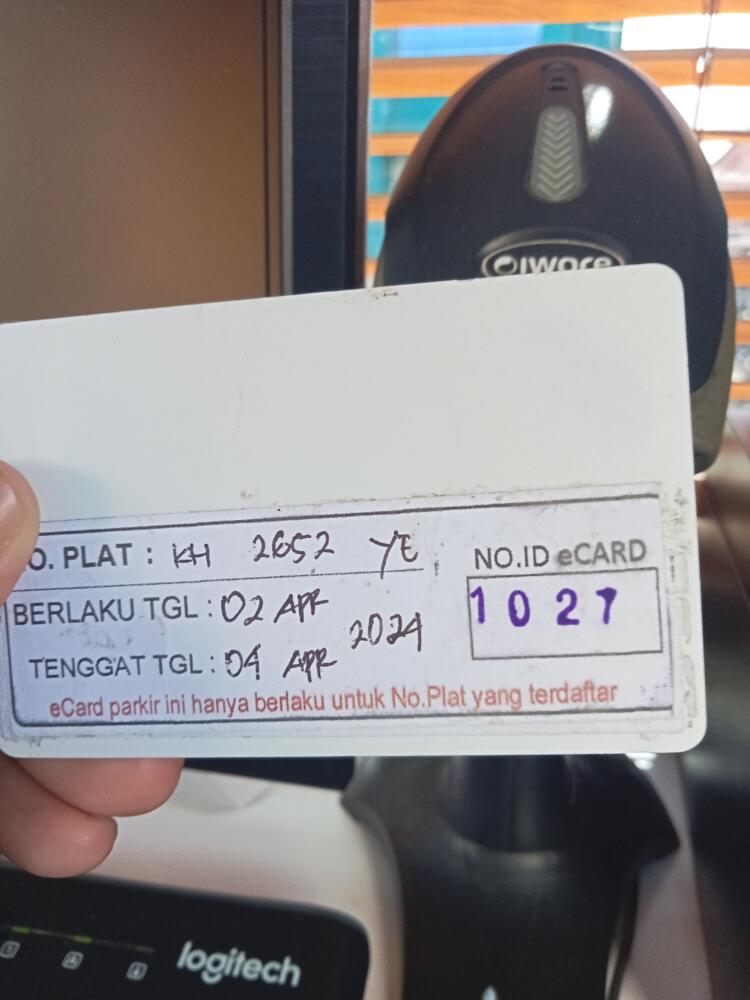 Oiware
O. PLAT : KH 2652 YE
NO.ID eCARD
1027
BERLAKU TGL : 02 APR
2024
TENGGAT TGL : 04 APR
eCard parkir ini hanya berlaku untuk No.Plat yang terdaftar
logitech